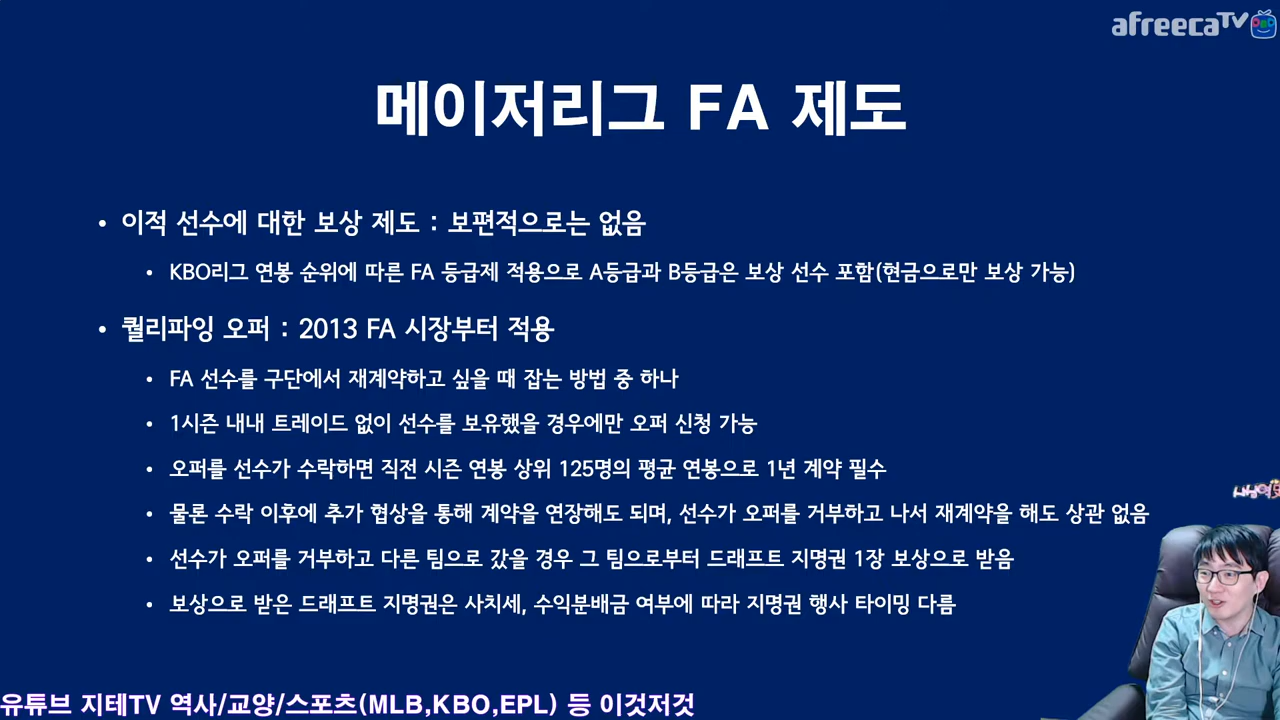 afreecaTV
메이저리그 FA 제도
• 이적 선수에 대한 보상 제도 : 보편적으로는 없음
• KBO리그 연봉 순위에 따른 FA 등급제 적용으로 A등급과 B등급은 보상 선수 포함(현금으로만 보상 가능)
• 퀄리파잉 오퍼 : 2013 FA 시장부터 적용
• FA 선수를 구단에서 재계약하고 싶을 때 잡는 방법 중 하나
• 1시즌 내내 트레이드 없이 선수를 보유했을 경우에만 오퍼 신청 가능
• 오퍼를 선수가 수락하면 직전 시즌 연봉 상위 125명의 평균 연봉으로 1년 계약 필수
• 물론 수락 이후에 추가 협상을 통해 계약을 연장해도 되며, 선수가 오퍼를 거부하고 나서 재계약을 해도 상관 없음
• 선수가 오퍼를 거부하고 다른 팀으로 갔을 경우 그 팀으로부터 드래프트 지명권 1장 보상으로 받음
• 보상으로 받은 드래프트 지명권은 사치세, 수익분배금 여부에 따라 지명권 행사 타이밍 다름
유튜브 지테TV 역사/교양/스포츠(MLB,KBO,EPL) 등 이것저것